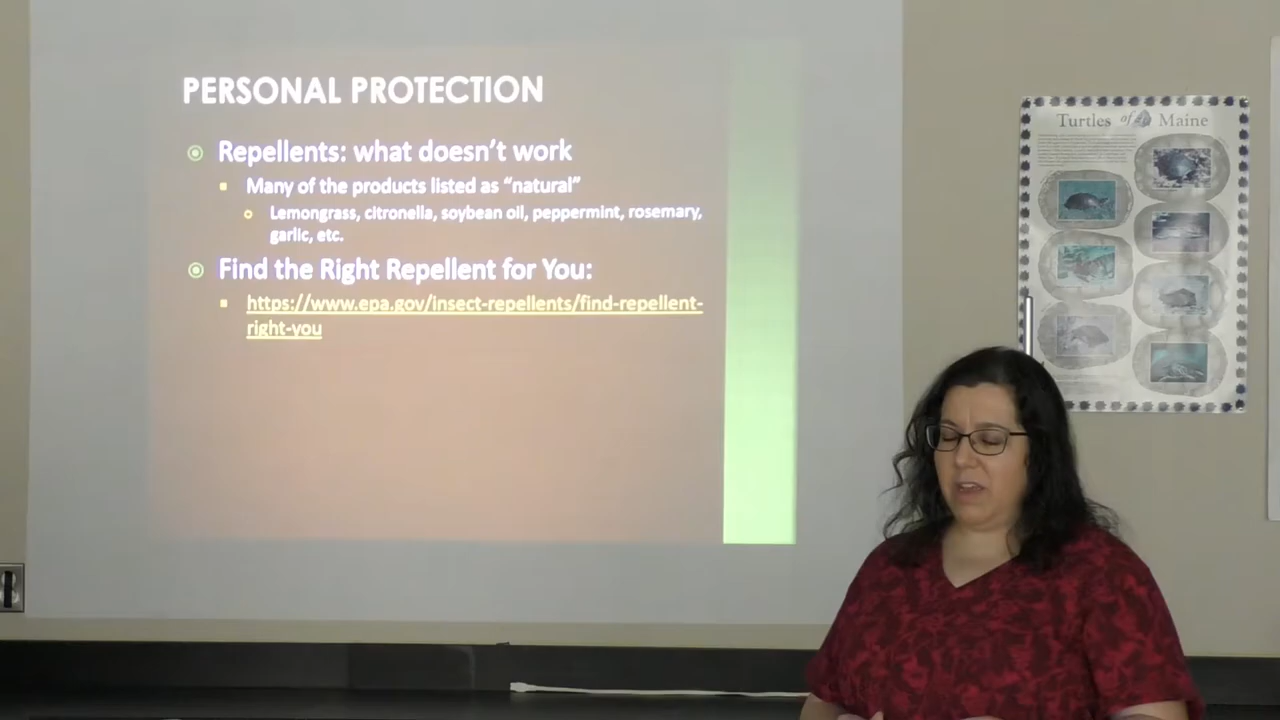 PERSONAL PROTECTION
Repellents: what doesn't work
Many of the products listed as “natural”
Lemongrass, citronella, soybean oil, peppermint, rosemary,
garlic, etc.
Find the Right Repellent for You:
https://www.epa.gov/insect-repellents/find-repellent-
right-you
Turtles of Maine